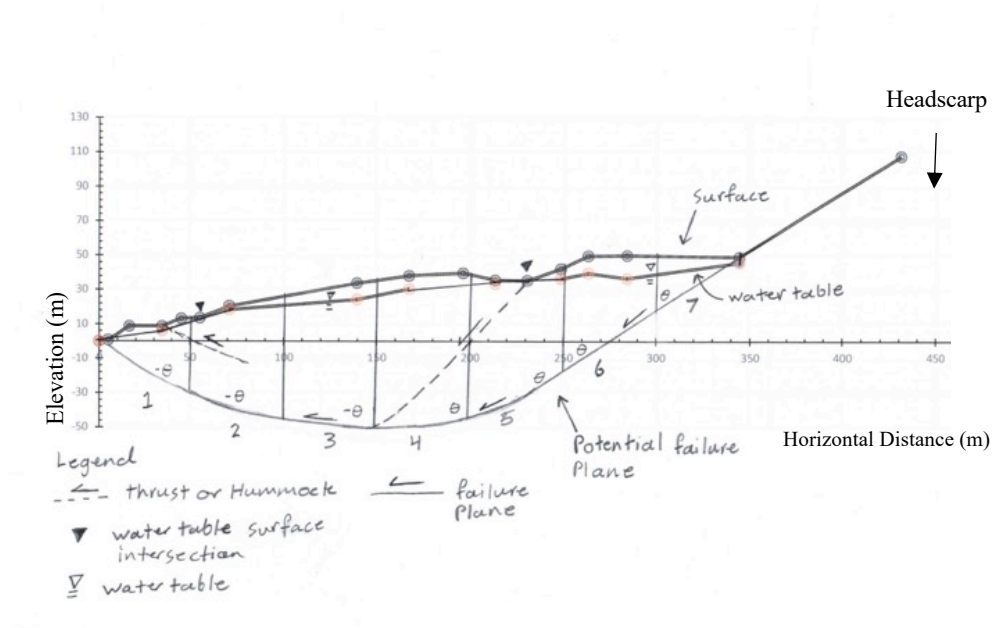 Headscarp
130
110
90
70
50
30
10
-10
-30
-50
Elevation (m)
50
100
150
200
250
300
350
400
450
Horizontal Distance (m)
surface
water table
Potential failure
Plane
-θ
-θ
-θ
θ
θ
θ
θ
1
2
3
4
5
6
7
Legend
thrust or Hummock
failure
Plane
water table surface
intersection
water table